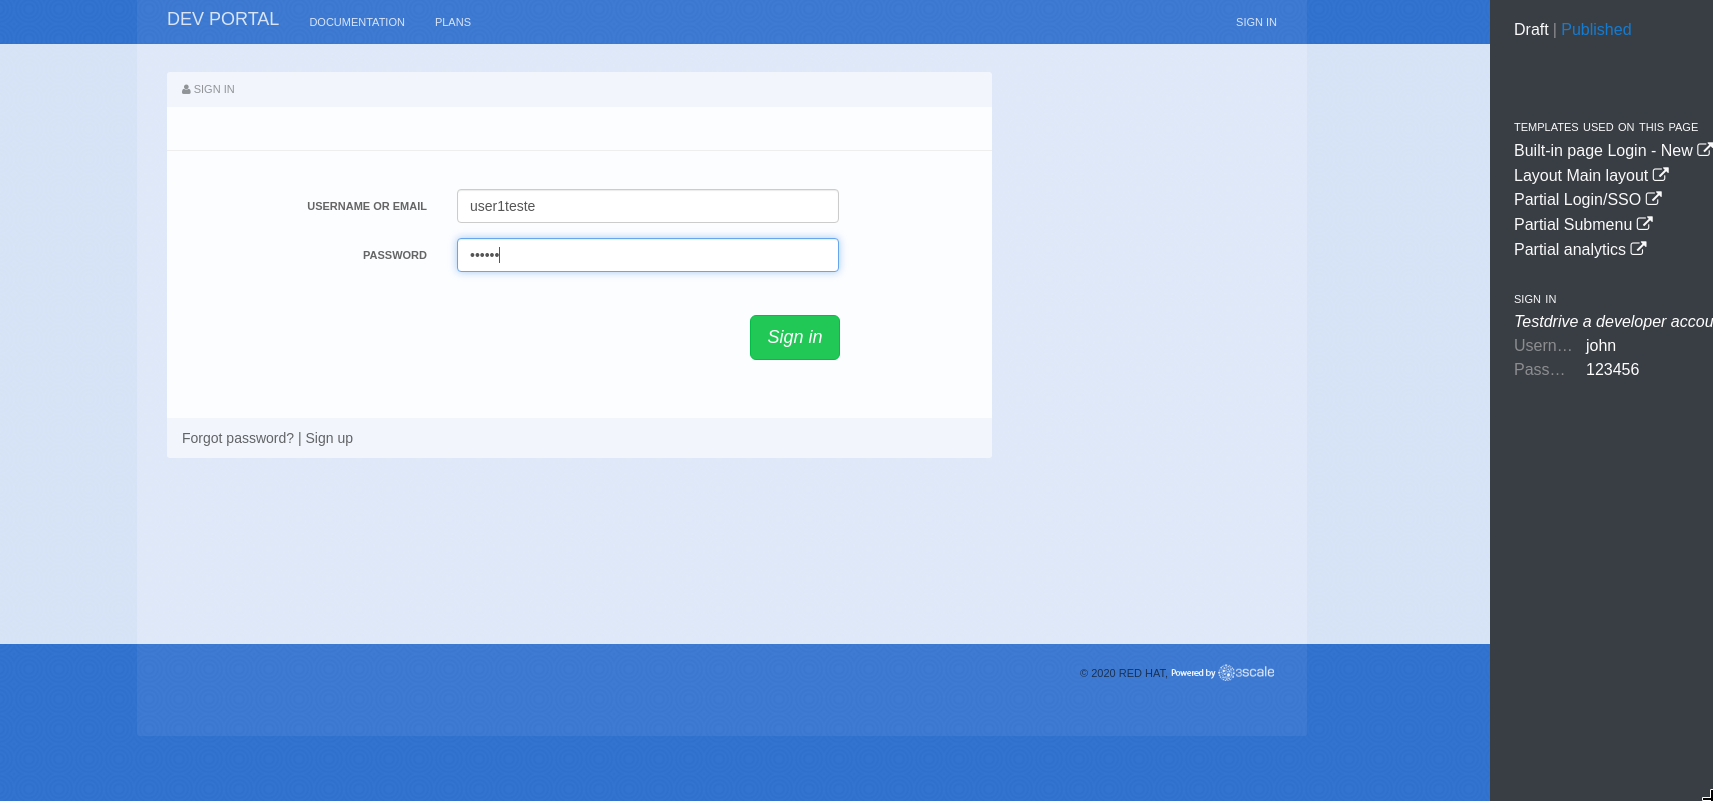 DEV PORTAL DOCUMENTATION PLANS SIGN IN
SIGN IN
USERNAME OR EMAIL user1teste
PASSWORD ••••••
Sign in
Forgot password? | Sign up
© 2020 RED HAT, Powered by 3scale
Draft | Published
TEMPLATES USED ON THIS PAGE
Built-in page Login - New
Layout Main layout
Partial Login/SSO
Partial Submenu
Partial analytics
SIGN IN
Testdrive a developer accou
Usern… john
Pass… 123456